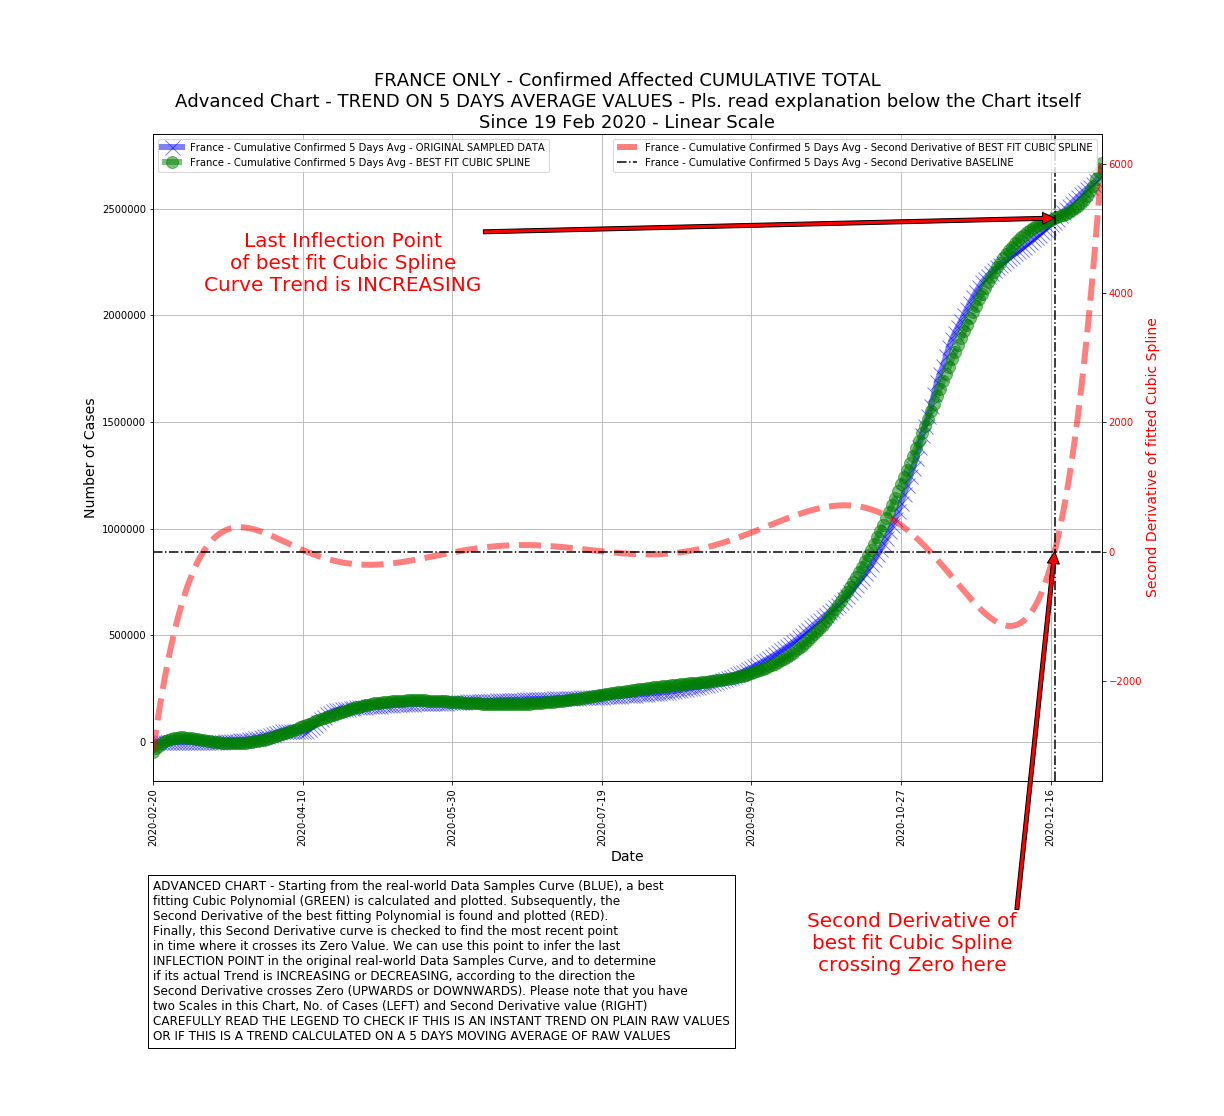 FRANCE ONLY - Confirmed Affected CUMULATIVE TOTAL
Advanced Chart - TREND ON 5 DAYS AVERAGE VALUES - Pls. read explanation below the Chart itself
Since 19 Feb 2020 - Linear Scale
France - Cumulative Confirmed 5 Days Avg - ORIGINAL SAMPLED DATA
France - Cumulative Confirmed 5 Days Avg - BEST FIT CUBIC SPLINE
France - Cumulative Confirmed 5 Days Avg - Second Derivative of BEST FIT CUBIC SPLINE
France - Cumulative Confirmed 5 Days Avg - Second Derivative BASELINE
Last Inflection Point
of best fit Cubic Spline
Curve Trend is INCREASING
Number of Cases
2500000
2000000
1500000
1000000
500000
0
6000
4000
2000
0
−2000
Second Derivative of fitted Cubic Spline
2020-02-20
2020-04-10
2020-05-30
2020-07-19
2020-09-07
2020-10-27
2020-12-16
Date
ADVANCED CHART - Starting from the real-world Data Samples Curve (BLUE), a best
fitting Cubic Polynomial (GREEN) is calculated and plotted. Subsequently, the
Second Derivative of the best fitting Polynomial is found and plotted (RED).
Finally, this Second Derivative curve is checked to find the most recent point
in time where it crosses its Zero Value. We can use this point to infer the last
INFLECTION POINT in the original real-world Data Samples Curve, and to determine
if its actual Trend is INCREASING or DECREASING, according to the direction the
Second Derivative crosses Zero (UPWARDS or DOWNWARDS). Please note that you have
two Scales in this Chart, No. of Cases (LEFT) and Second Derivative value (RIGHT)
CAREFULLY READ THE LEGEND TO CHECK IF THIS IS AN INSTANT TREND ON PLAIN RAW VALUES
OR IF THIS IS A TREND CALCULATED ON A 5 DAYS MOVING AVERAGE OF RAW VALUES
Second Derivative of
best fit Cubic Spline
crossing Zero here